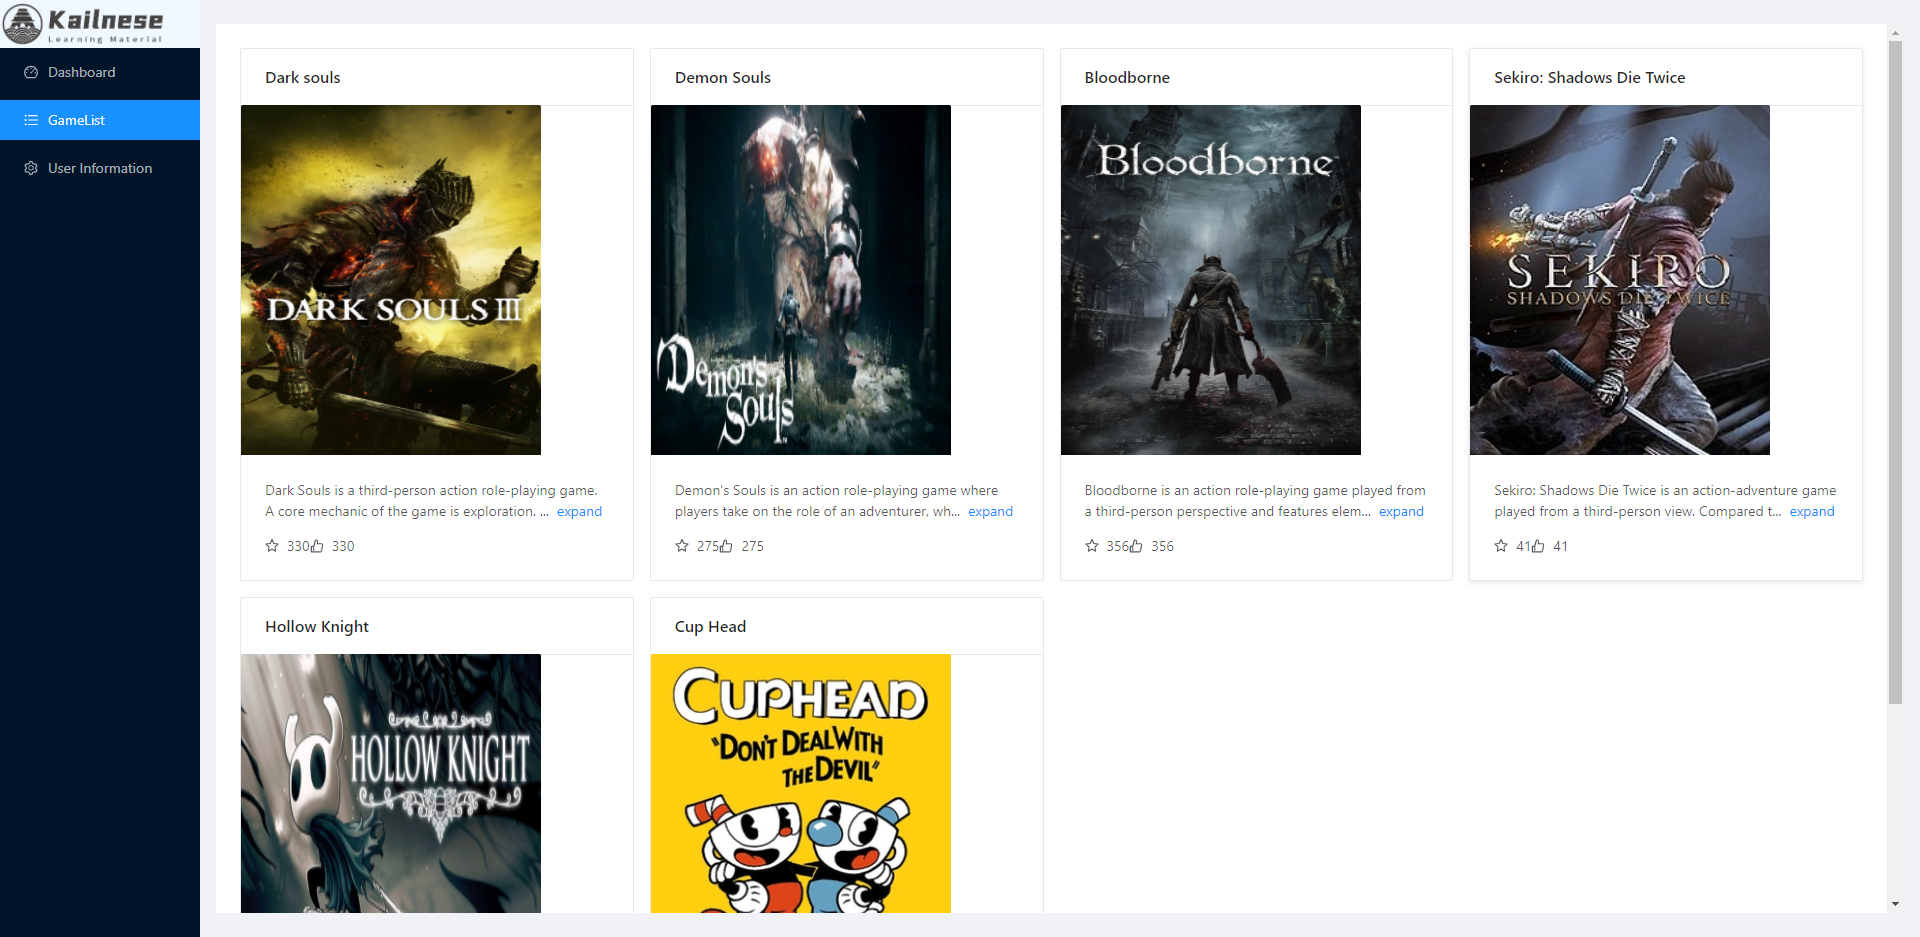 Kailnese
Learning Material
Dashboard
GameList
User Information
Dark souls
DARK SOULS III
Dark Souls is a third-person action role-playing game.
A core mechanic of the game is exploration. ... expand
330 330
Demon Souls
Demon's
Souls
Demon's Souls is an action role-playing game where
players take on the role of an adventurer, wh... expand
275 275
Bloodborne
Bloodborne
Bloodborne is an action role-playing game played from
a third-person perspective and features elem... expand
356 356
Sekiro: Shadows Die Twice
SEKIRO
SHADOWS DIE TWICE
Sekiro: Shadows Die Twice is an action-adventure game
played from a third-person view. Compared t... expand
41 41
Hollow Knight
HOLLOW KNIGHT
Cup Head
CUPHEAD
"DON'T DEAL WITH
THE DEVIL"